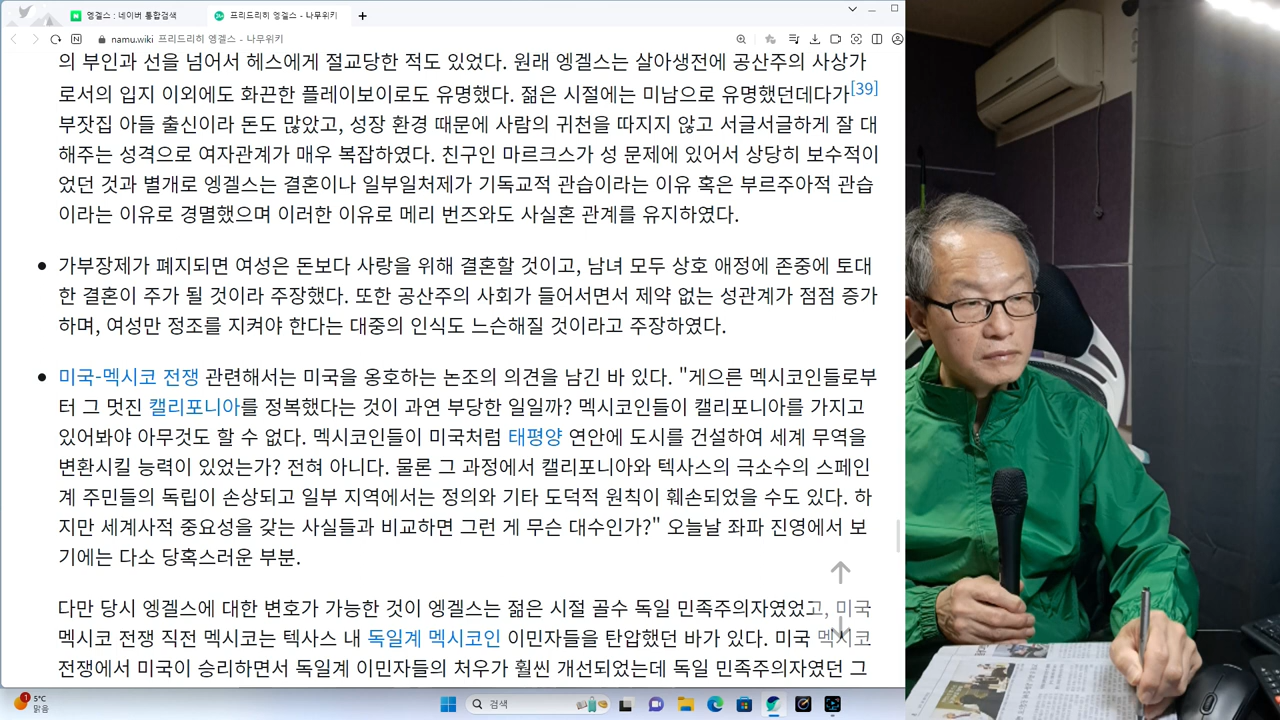 엥겔스 : 네이버 통합검색
프리드리히 엥겔스 - 나무위키
namu.wiki 프리드리히 엥겔스 - 나무위키
의 부인과 선을 넘어서 헤스에게 절교당한 적도 있었다. 원래 엥겔스는 살아생전에 공산주의 사상가
로서의 입지 이외에도 화끈한 플레이보이로도 유명했다. 젊은 시절에는 미남으로 유명했던데다가[39]
부잣집 아들 출신이라 돈도 많았고, 성장 환경 때문에 사람의 귀천을 따지지 않고 서글서글하게 잘 대
해주는 성격으로 여자관계가 매우 복잡하였다. 친구인 마르크스가 성 문제에 있어서 상당히 보수적이
었던 것과 별개로 엥겔스는 결혼이나 일부일처제가 기독교적 관습이라는 이유 혹은 부르주아적 관습
이라는 이유로 경멸했으며 이러한 이유로 메리 번즈와도 사실혼 관계를 유지하였다.
가부장제가 폐지되면 여성은 돈보다 사랑을 위해 결혼할 것이고, 남녀 모두 상호 애정에 존중에 토대
한 결혼이 주가 될 것이라 주장했다. 또한 공산주의 사회가 들어서면서 제약 없는 성관계가 점점 증가
하며, 여성만 정조를 지켜야 한다는 대중의 인식도 느슨해질 것이라고 주장하였다.
미국-멕시코 전쟁 관련해서는 미국을 옹호하는 논조의 의견을 남긴 바 있다. "게으른 멕시코인들로부
터 그 멋진 캘리포니아를 정복했다는 것이 과연 부당한 일일까? 멕시코인들이 캘리포니아를 가지고
있어봐야 아무것도 할 수 없다. 멕시코인들이 미국처럼 태평양 연안에 도시를 건설하여 세계 무역을
변환시킬 능력이 있었는가? 전혀 아니다. 물론 그 과정에서 캘리포니아와 텍사스의 극소수의 스페인
계 주민들의 독립이 손상되고 일부 지역에서는 정의와 기타 도덕적 원칙이 훼손되었을 수도 있다. 하
지만 세계사적 중요성을 갖는 사실들과 비교하면 그런 게 무슨 대수인가?" 오늘날 좌파 진영에서 보
기에는 다소 당혹스러운 부분.
다만 당시 엥겔스에 대한 변호가 가능한 것이 엥겔스는 젊은 시절 골수 독일 민족주의자였었고, 미국
멕시코 전쟁 직전 멕시코는 텍사스 내 독일계 멕시코인 이민자들을 탄압했던 바가 있다. 미국 멕시코
전쟁에서 미국이 승리하면서 독일계 이민자들의 처우가 훨씬 개선되었는데 독일 민족주의자였던 그
1
5°C
맑음
검색